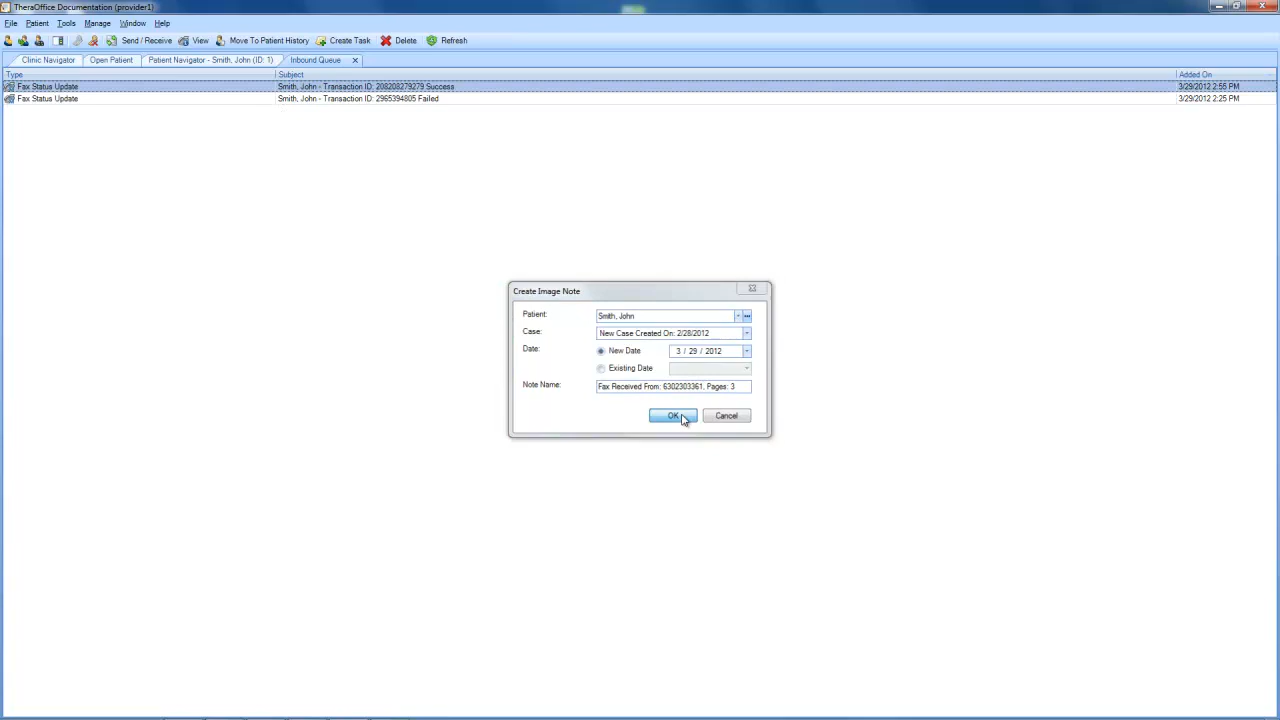 TheraOffice Documentation (provider1)
File Patient Tools Manage Window Help
Send / Receive View Move To Patient History Create Task Delete Refresh
Clinic Navigator Open Patient Patient Navigator - Smith, John (ID: 1) Inbound Queue
Type Subject Added On
Fax Status Update Smith, John - Transaction ID: 208208279279 Success 3/29/2012 2:55 PM
Fax Status Update Smith, John - Transaction ID: 2965394805 Failed 3/29/2012 2:25 PM
Create Image Note
Patient: Smith, John
Case: New Case Created On: 2/28/2012
Date: New Date 3 / 29 / 2012
Existing Date
Note Name: Fax Received From: 6302303361, Pages: 3
OK Cancel